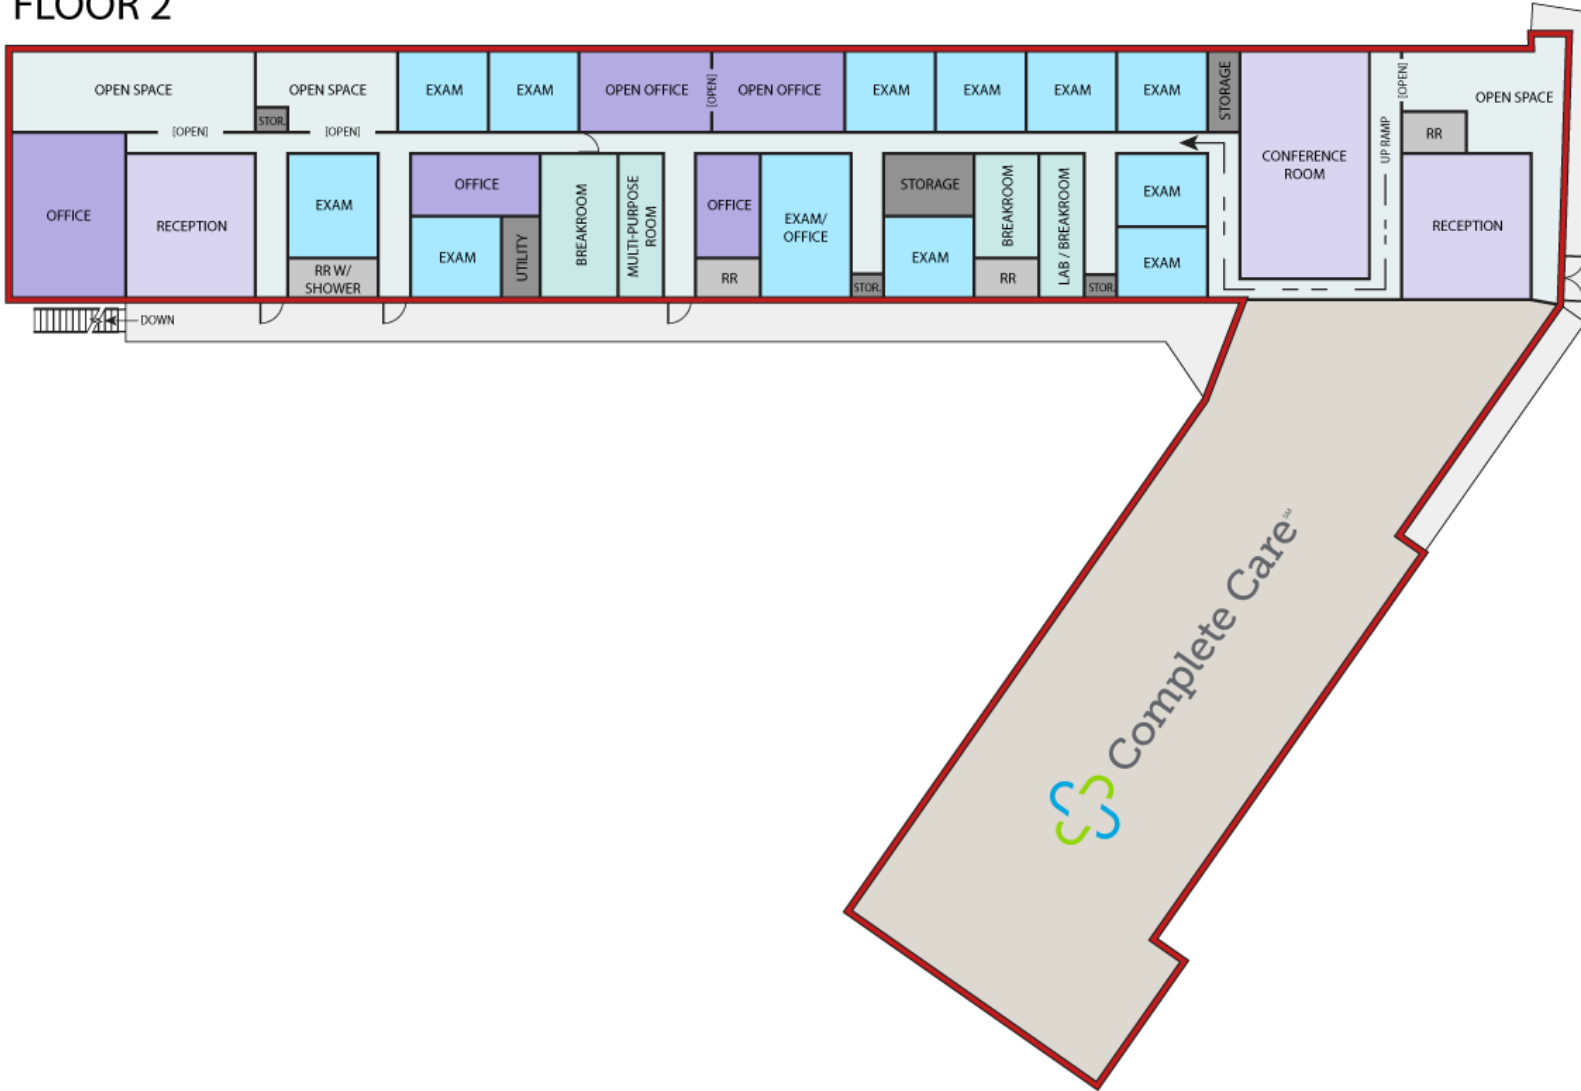 FLOOR 2
OPEN SPACE
OPEN SPACE
EXAM
EXAM
OPEN OFFICE
[OPEN]
OPEN OFFICE
EXAM
EXAM
EXAM
EXAM
STORAGE
[OPEN]
OPEN SPACE
STOR.
[OPEN]
[OPEN]
RR
UP RAMP
CONFERENCE
ROOM
OFFICE
RECEPTION
EXAM
RR W/
SHOWER
OFFICE
EXAM
UTILITY
BREAKROOM
MULTI-PURPOSE
ROOM
OFFICE
RR
EXAM/
OFFICE
STOR.
STORAGE
EXAM
BREAKROOM
RR
LAB / BREAKROOM
STOR.
EXAM
EXAM
RECEPTION
DOWN
Complete Care℠